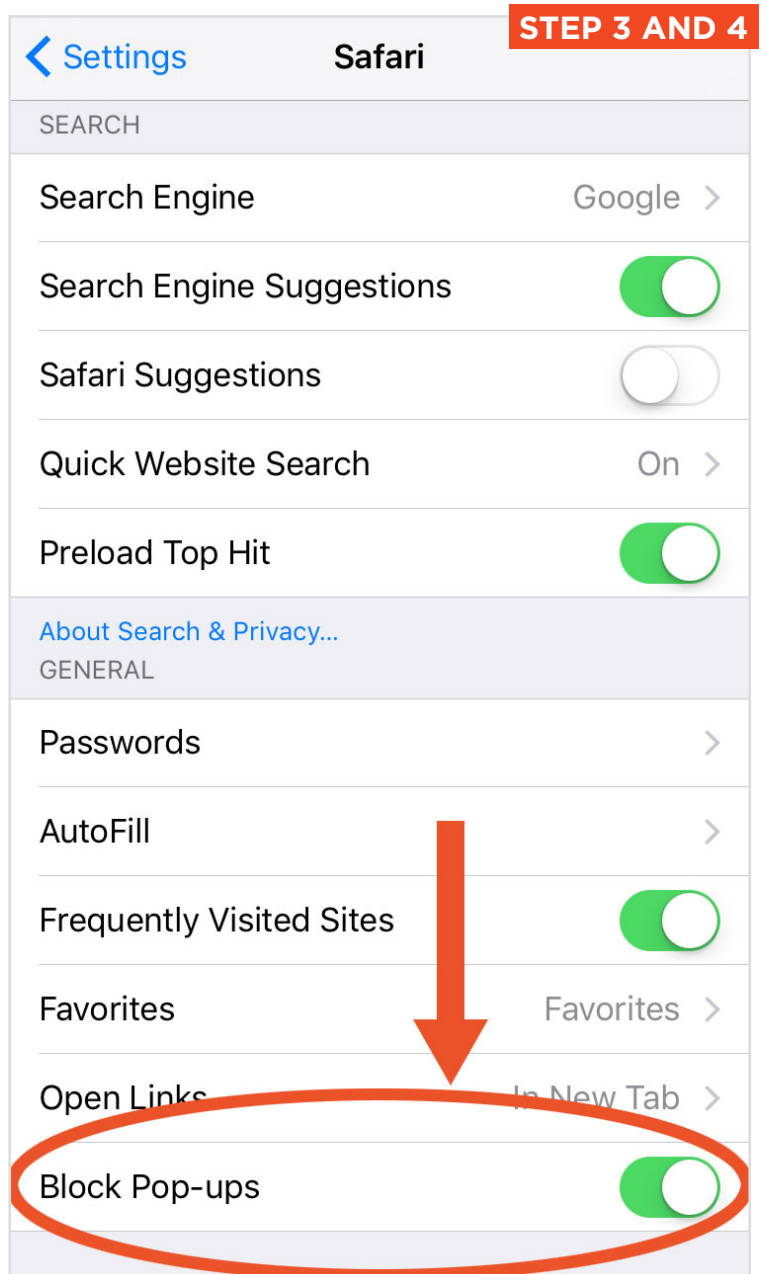 STEP 3 AND 4
Settings Safari
SEARCH
Search Engine Google
Search Engine Suggestions
Safari Suggestions
Quick Website Search On
Preload Top Hit
About Search & Privacy...
GENERAL
Passwords
AutoFill
Frequently Visited Sites
Favorites Favorites
Open Links In New Tab
Block Pop-ups